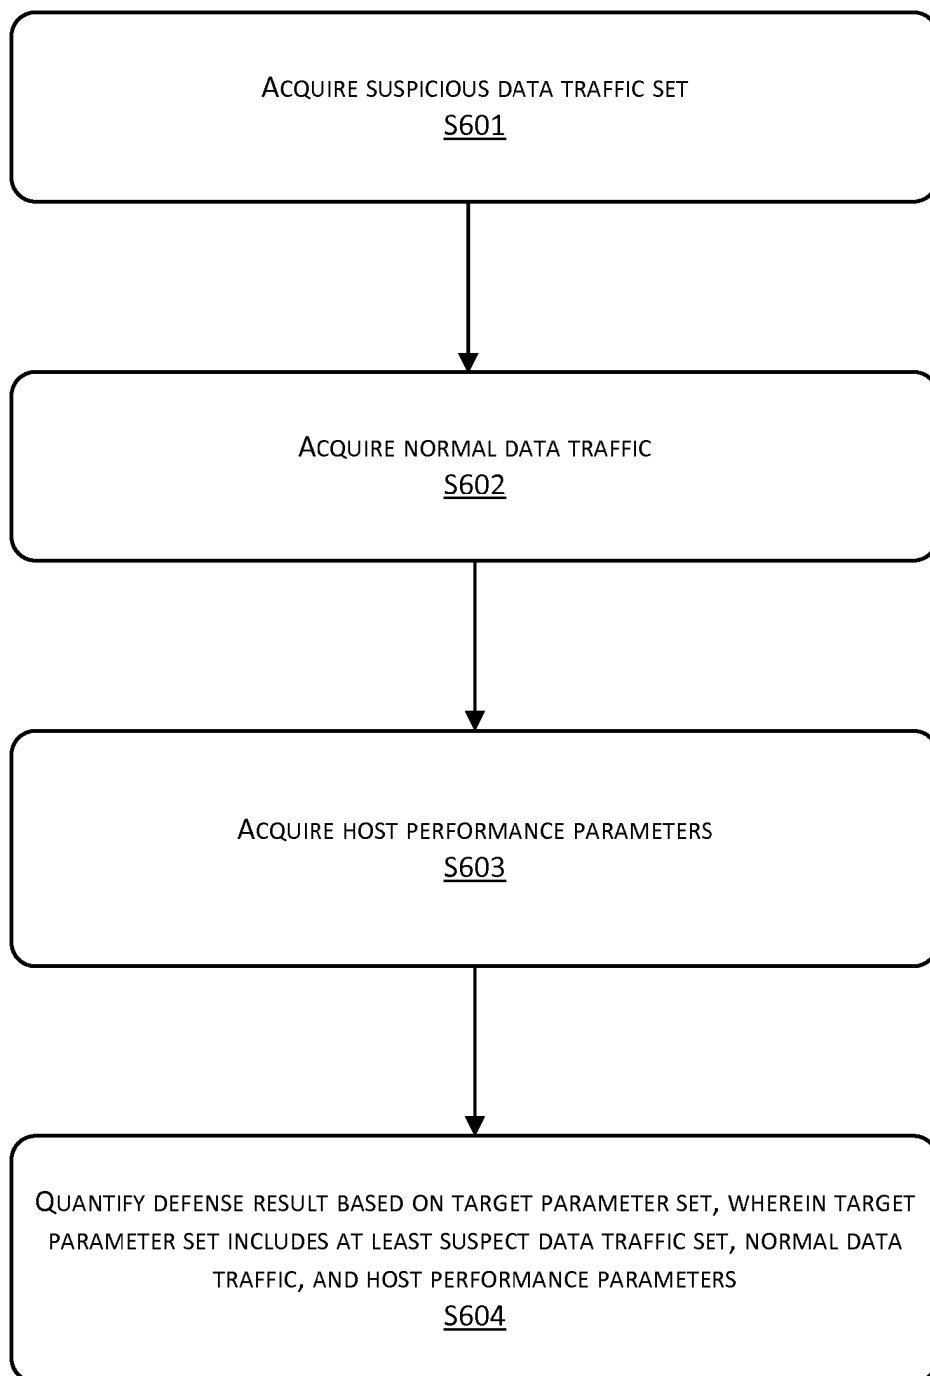 ACQUIRE SUSPICIOUS DATA TRAFFIC SET
S601
ACQUIRE NORMAL DATA TRAFFIC
S602
ACQUIRE HOST PERFORMANCE PARAMETERS
S603
QUANTIFY DEFENSE RESULT BASED ON TARGET PARAMETER SET, WHEREIN TARGET
PARAMETER SET INCLUDES AT LEAST SUSPECT DATA TRAFFIC SET, NORMAL DATA
TRAFFIC, AND HOST PERFORMANCE PARAMETERS
S604